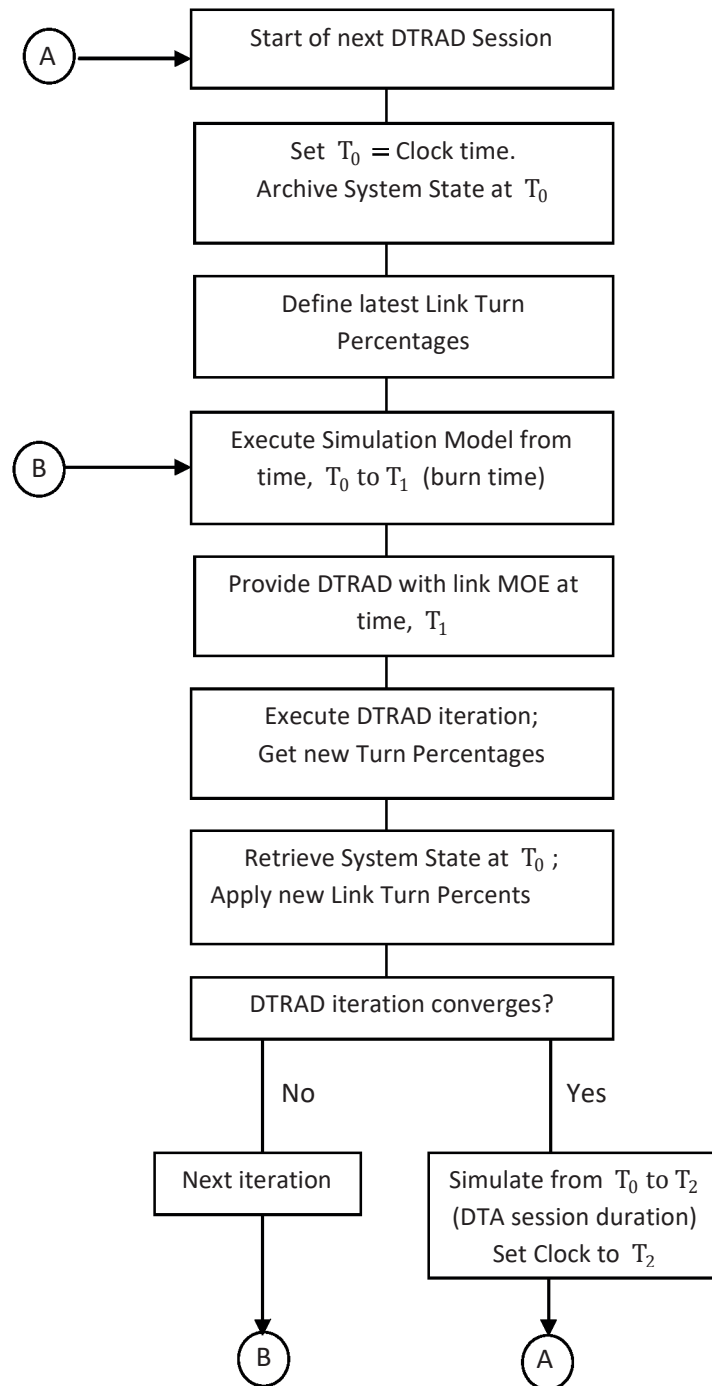 A
Start of next DTRAD Session
Set T₀ = Clock time.
Archive System State at T₀
Define latest Link Turn
Percentages
B
Execute Simulation Model from
time, T₀ to T₁ (burn time)
Provide DTRAD with link MOE at
time, T₁
Execute DTRAD iteration;
Get new Turn Percentages
Retrieve System State at T₀ ;
Apply new Link Turn Percents
DTRAD iteration converges?
No
Yes
Next iteration
Simulate from T₀ to T₂
(DTA session duration)
Set Clock to T₂
B
A